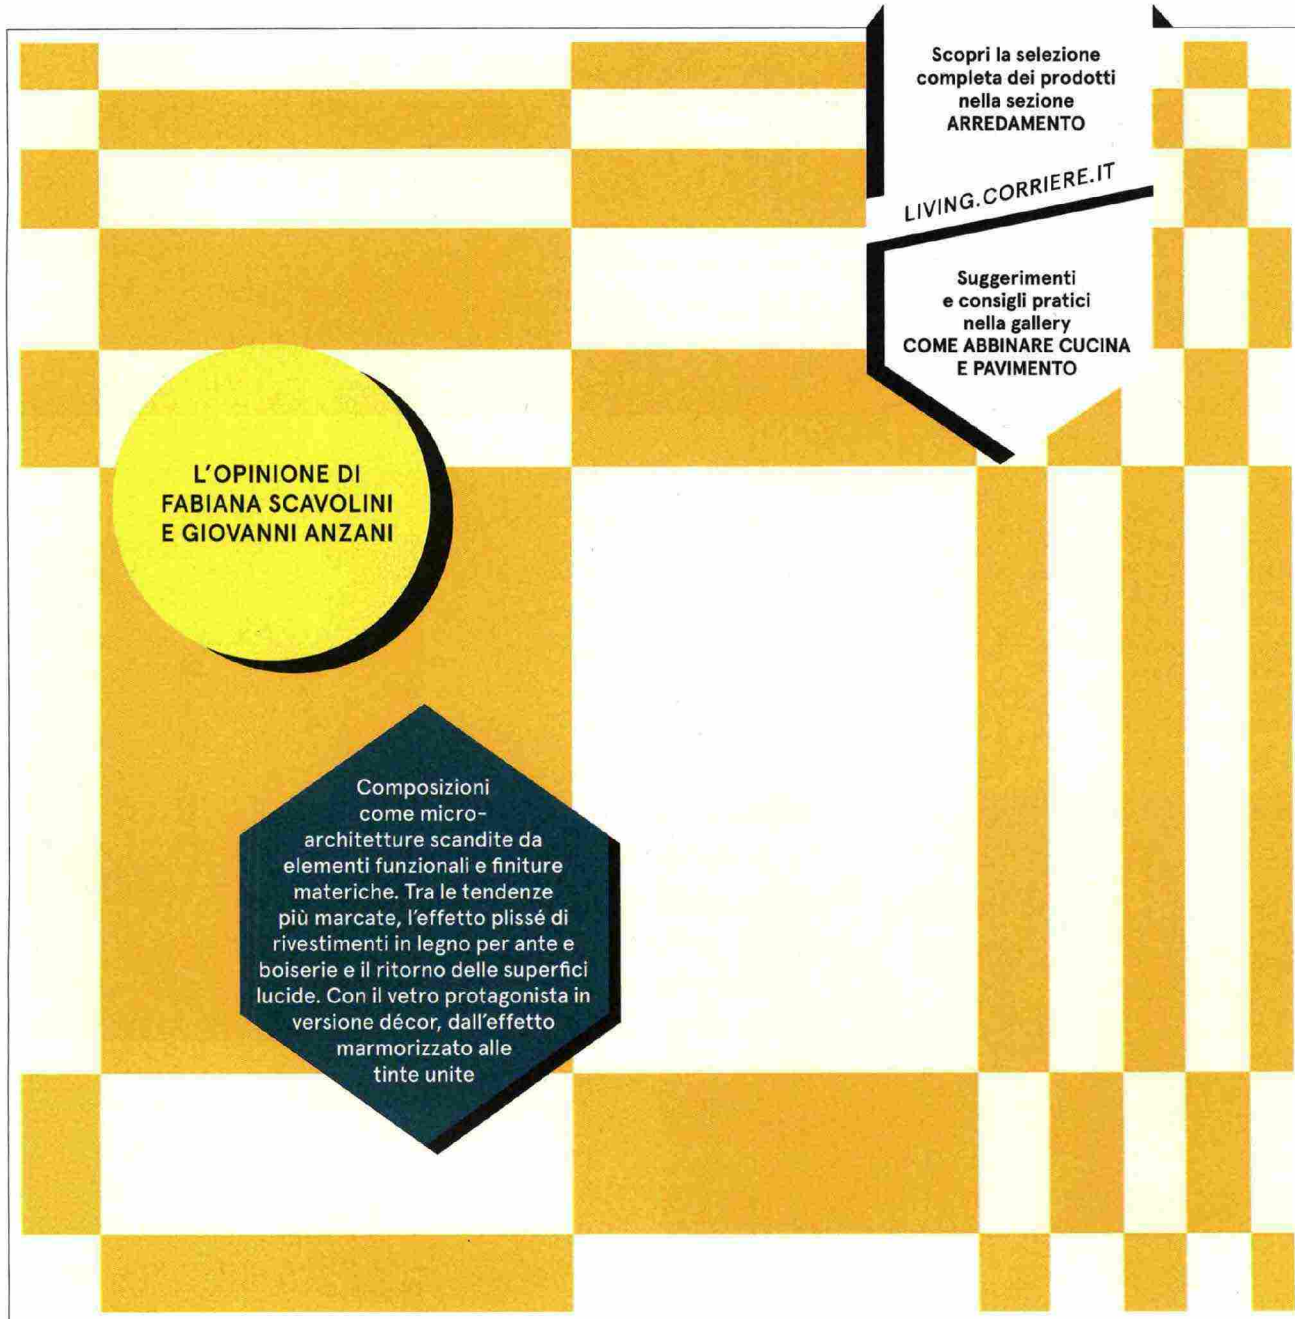 Scopri la selezione
completa dei prodotti
nella sezione
ARREDAMENTO
LIVING.CORRIERE.IT
Suggerimenti
e consigli pratici
nella gallery
COME ABBINARE CUCINA
E PAVIMENTO
L'OPINIONE DI
FABIANA SCAVOLINI
E GIOVANNI ANZANI
Composizioni
come micro-
architetture scandite da
elementi funzionali e finiture
materiche. Tra le tendenze
più marcate, l'effetto plissé di
rivestimenti in legno per ante e
boiserie e il ritorno delle superfici
lucide. Con il vetro protagonista in
versione décor, dall'effetto
marmorizzato alle
tinte unite